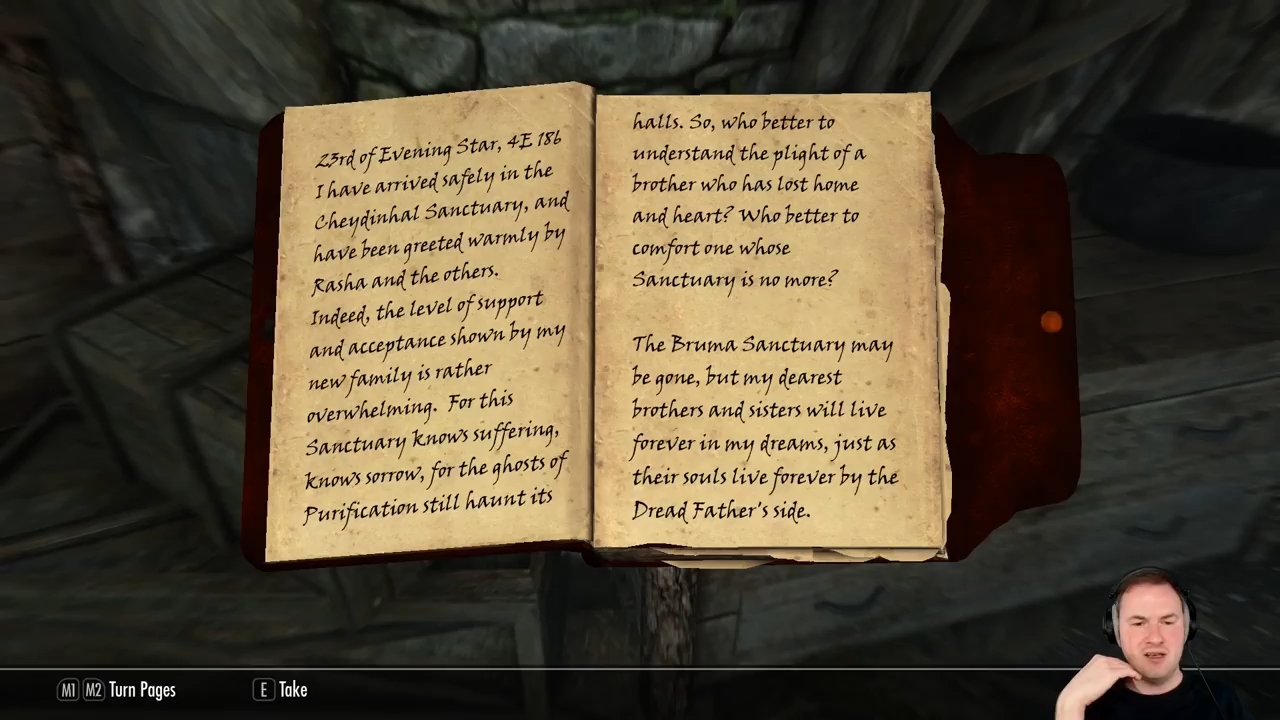 23rd of Evening Star, 4E 186
I have arrived safely in the
Cheydinhal Sanctuary, and
have been greeted warmly by
Rasha and the others.
Indeed, the level of support
and acceptance shown by my
new family is rather
overwhelming. For this
Sanctuary knows suffering,
knows sorrow, for the ghosts of
Purification still haunt its
halls. So, who better to
understand the plight of a
brother who has lost home
and heart? Who better to
comfort one whose
Sanctuary is no more?
The Bruma Sanctuary may
be gone, but my dearest
brothers and sisters will live
forever in my dreams, just as
their souls live forever by the
Dread Father's side.
M1 M2 Turn Pages E Take